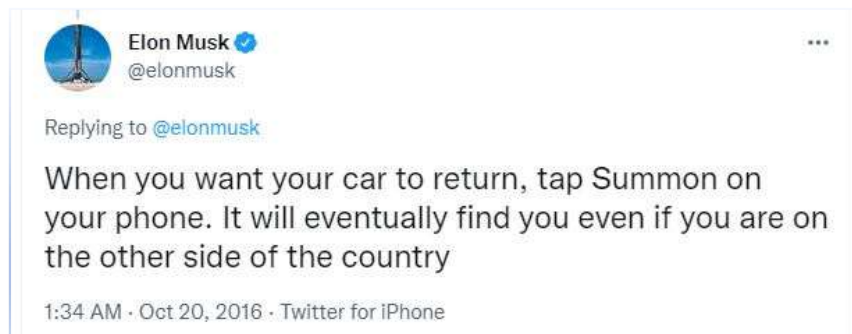 Elon Musk
@elonmusk
Replying to @elonmusk
When you want your car to return, tap Summon on
your phone. It will eventually find you even if you are on
the other side of the country
1:34 AM · Oct 20, 2016 · Twitter for iPhone